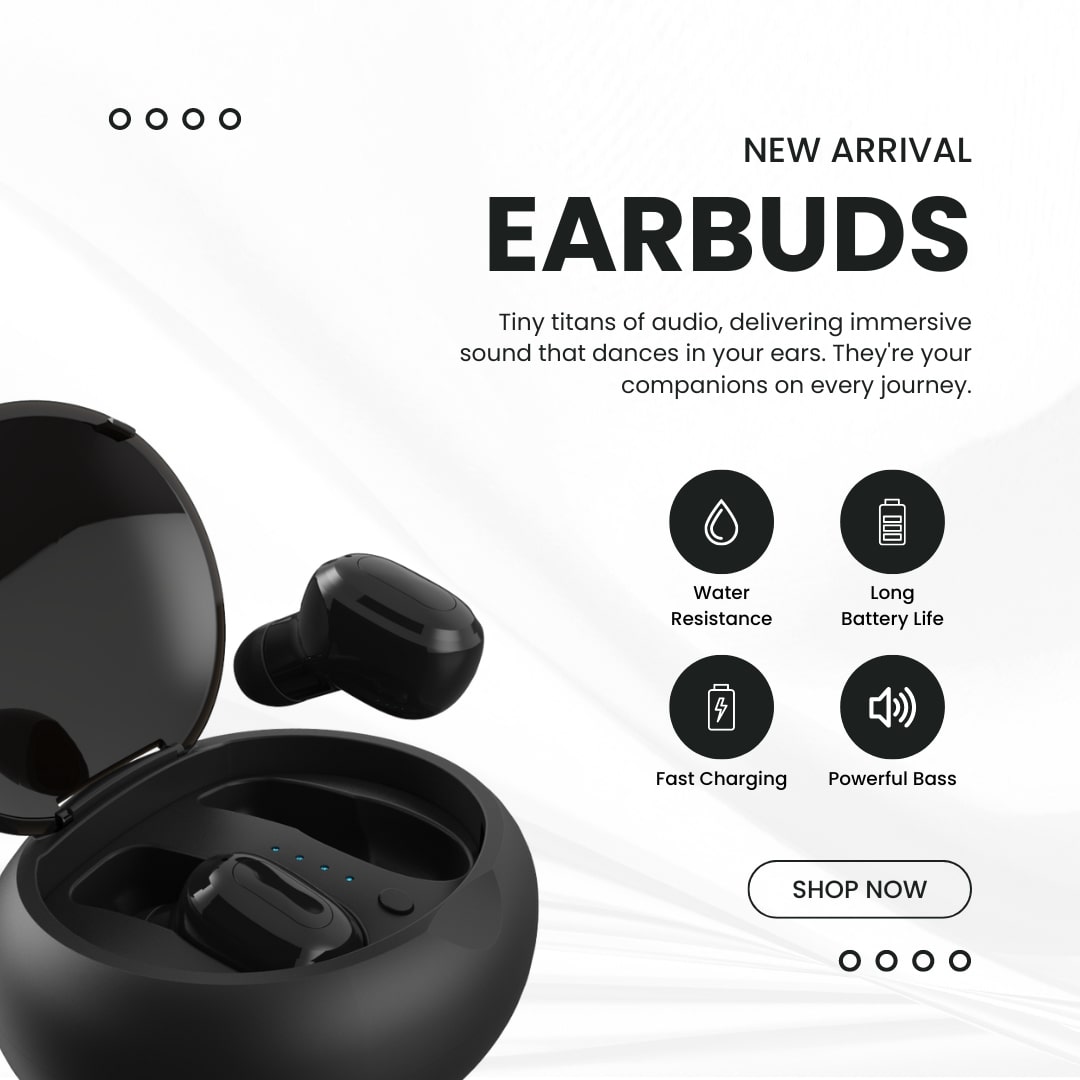 NEW ARRIVAL
EARBUDS
Tiny titans of audio, delivering immersive
sound that dances in your ears. They're your
companions on every journey.
Water
Resistance
Long
Battery Life
Fast Charging
Powerful Bass
SHOP NOW